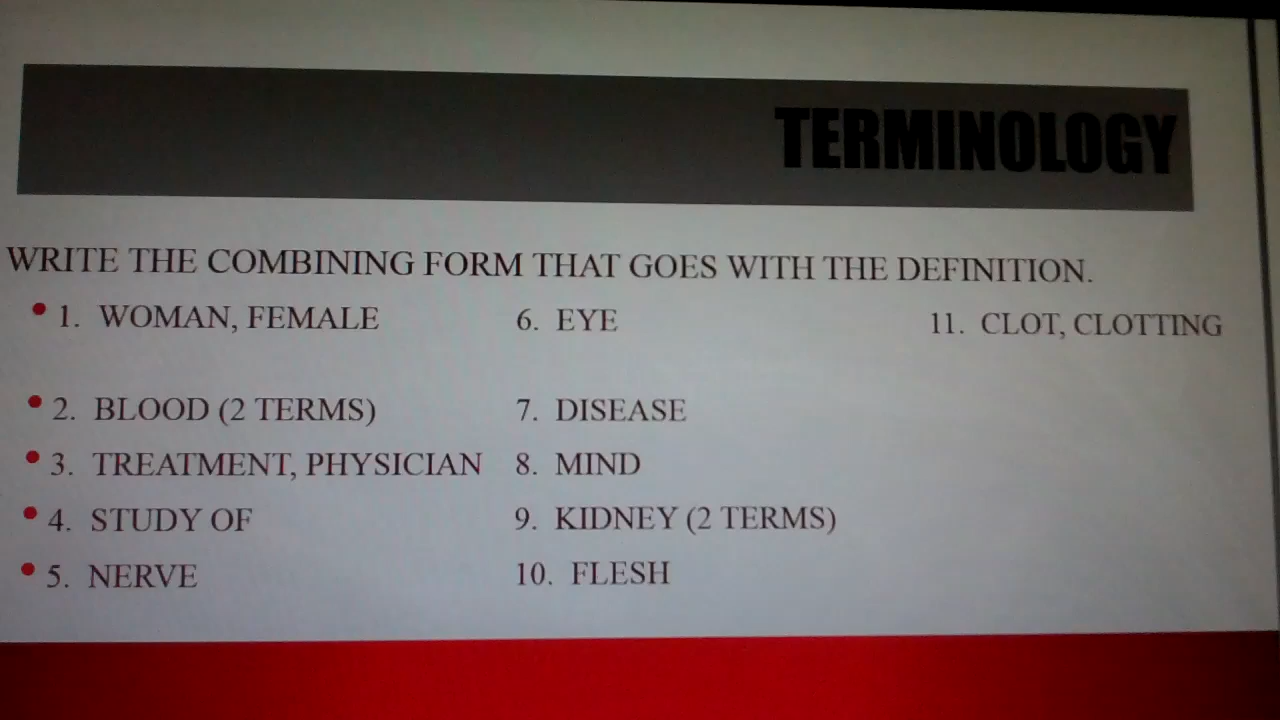 TERMINOLOGY
WRITE THE COMBINING FORM THAT GOES WITH THE DEFINITION.
1. WOMAN, FEMALE
2. BLOOD (2 TERMS)
3. TREATMENT, PHYSICIAN
4. STUDY OF
5. NERVE
6. EYE
7. DISEASE
8. MIND
9. KIDNEY (2 TERMS)
10. FLESH
11. CLOT, CLOTTING